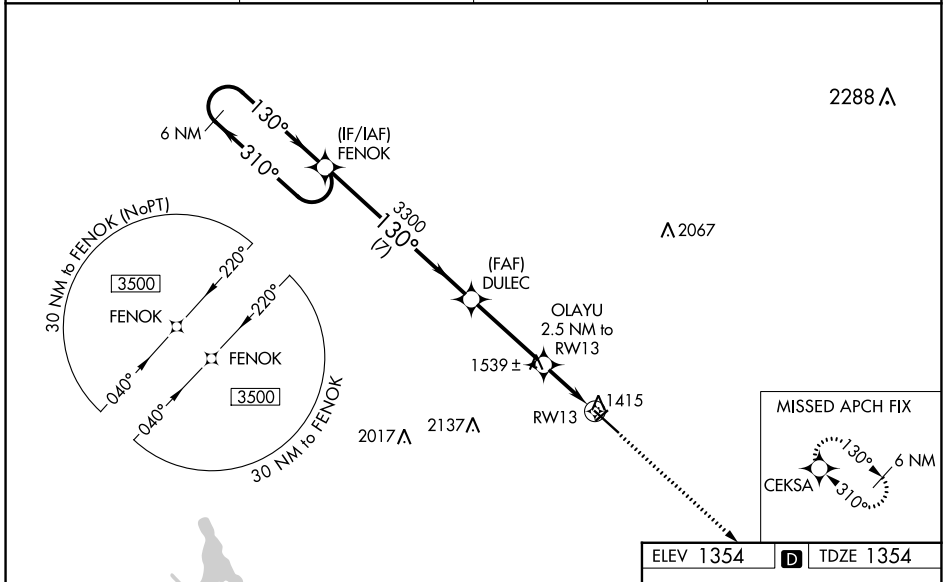 2288
130°
6 NM
310°
(IF/IAF)
FENOK
3300
130°
(7)
2067
30 NM to FENOK (NoPT)
220°
3500
FENOK
040°
220°
FENOK
3500
040°
30 NM to FENOK
(FAF)
DULEC
OLAYU
2.5 NM to
RW13
1539 ±
1415
RW13
2017
2137
MISSED APCH FIX
130°
6 NM
CEKSA
310°
ELEV 1354
D
TDZE 1354